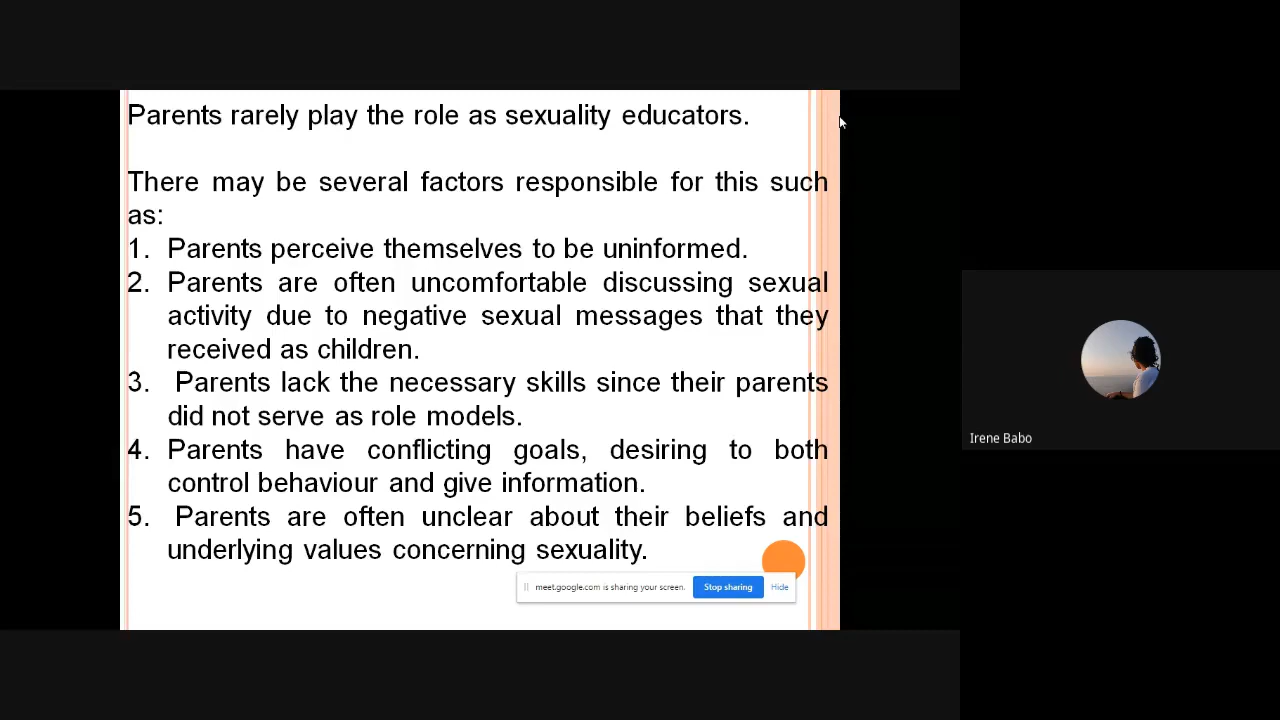 Parents rarely play the role as sexuality educators.
There may be several factors responsible for this such
as:
1. Parents perceive themselves to be uninformed.
2. Parents are often uncomfortable discussing sexual
activity due to negative sexual messages that they
received as children.
3. Parents lack the necessary skills since their parents
did not serve as role models.
4. Parents have conflicting goals, desiring to both
control behaviour and give information.
5. Parents are often unclear about their beliefs and
underlying values concerning sexuality.
meet.google.com is sharing your screen. Stop sharing Hide
Irene Babo